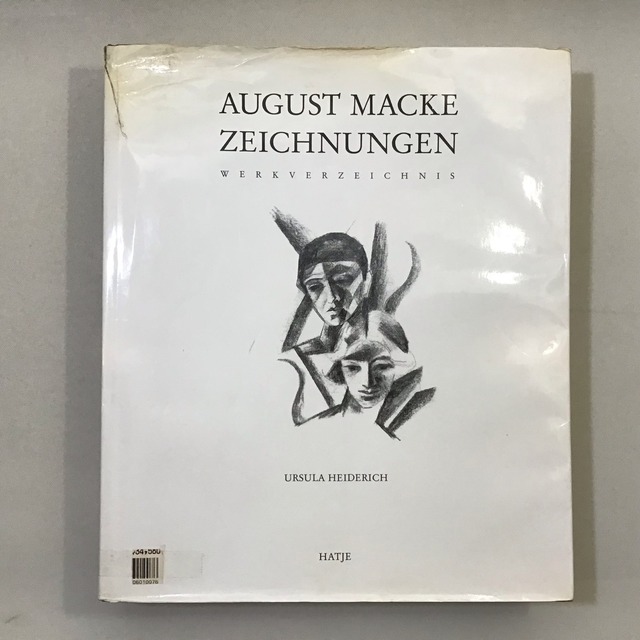 AUGUST MACKE
ZEICHNUNGEN
WERKVERZEICHNIS
URSULA HEIDERICH
HATJE